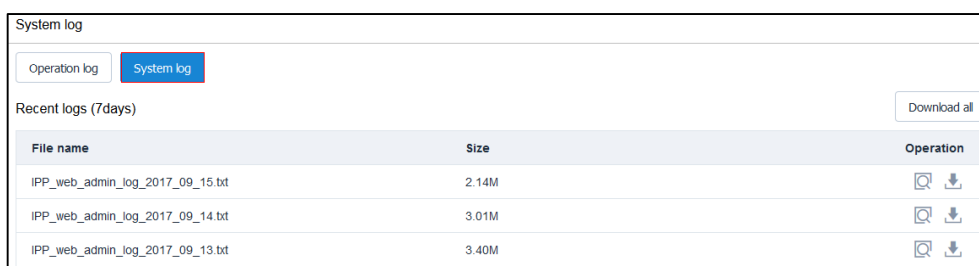 System log
Operation log System log
Recent logs (7days) Download all
File name Size Operation
IPP_web_admin_log_2017_09_15.txt 2.14M
IPP_web_admin_log_2017_09_14.txt 3.01M
IPP_web_admin_log_2017_09_13.txt 3.40M